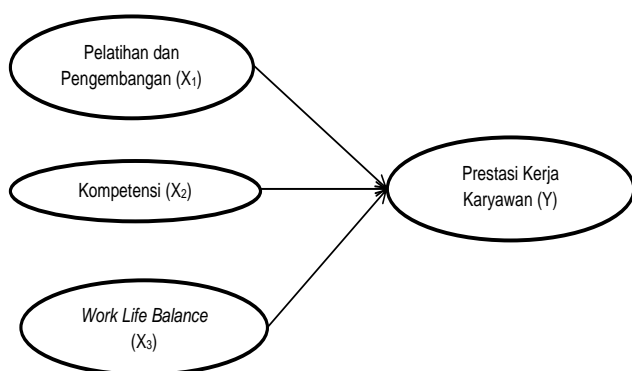 Pelatihan dan
Pengembangan (X₁)
Kompetensi (X₂)
Prestasi Kerja
Karyawan (Y)
Work Life Balance
(X₃)